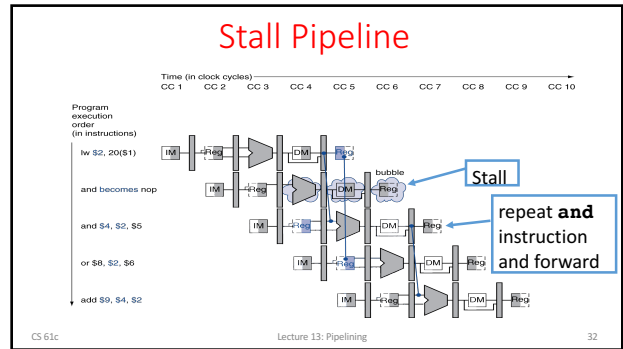 Stall Pipeline
Time (in clock cycles)
CC 1 CC 2 CC 3 CC 4 CC 5 CC 6 CC 7 CC 8 CC 9 CC 10
Program
execution
order
(in instructions)
lw $2, 20($1)
IM Reg DM Reg
bubble
and becomes nop
IM Reg DM Reg
Stall
and $4, $2, $5
IM Reg DM Reg
repeat and
instruction
and forward
or $8, $2, $6
IM Reg DM Reg
add $9, $4, $2
IM Reg DM Reg
CS 61c Lecture 13: Pipelining 32